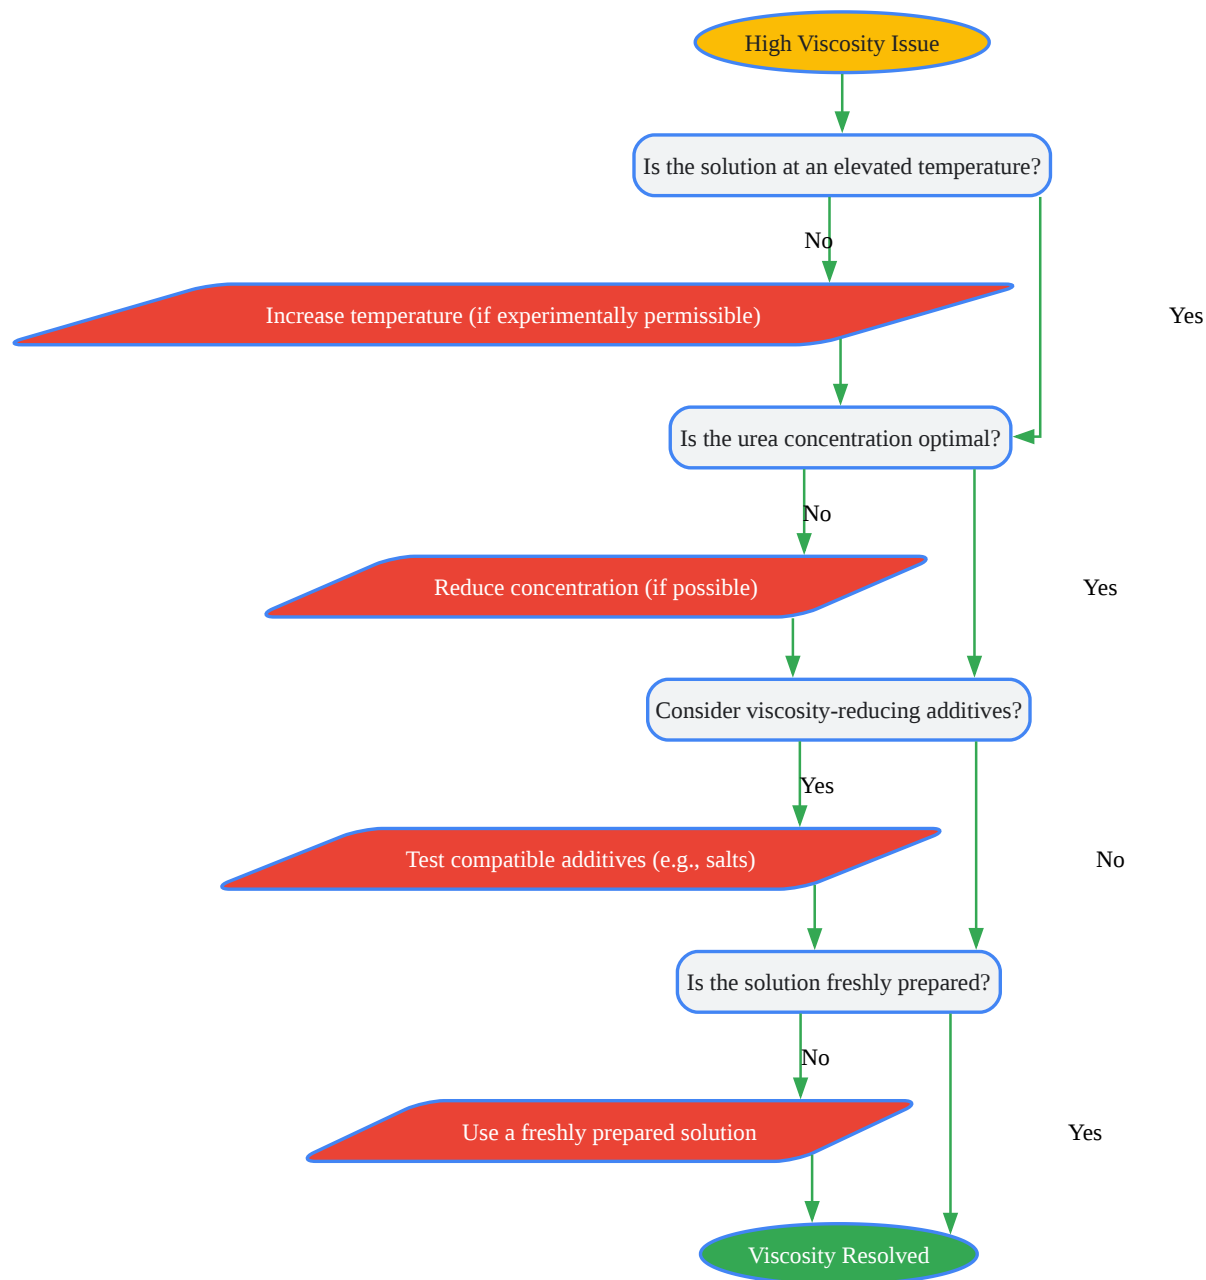 High Viscosity Issue
Is the solution at an elevated temperature?
No
Increase temperature (if experimentally permissible)
Yes
Is the urea concentration optimal?
No
Reduce concentration (if possible)
Yes
Consider viscosity-reducing additives?
Yes
Test compatible additives (e.g., salts)
No
Is the solution freshly prepared?
No
Use a freshly prepared solution
Yes
Viscosity Resolved